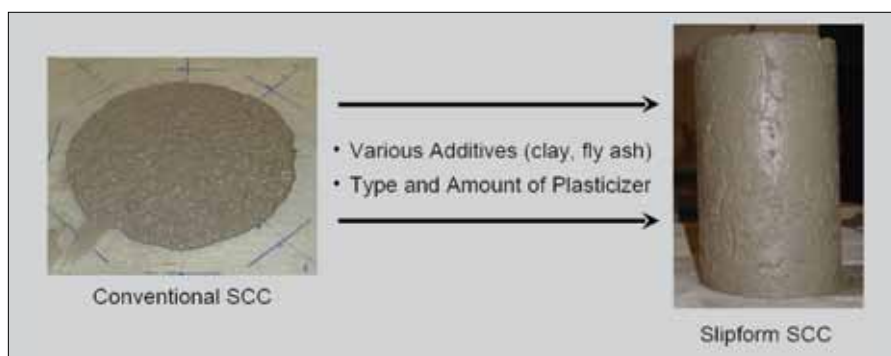 • Various Additives (clay, fly ash)
• Type and Amount of Plasticizer
Conventional SCC
Slipform SCC